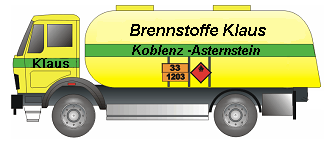 Brennstoffe Klaus
Koblenz -Asternstein
Klaus
33
1203